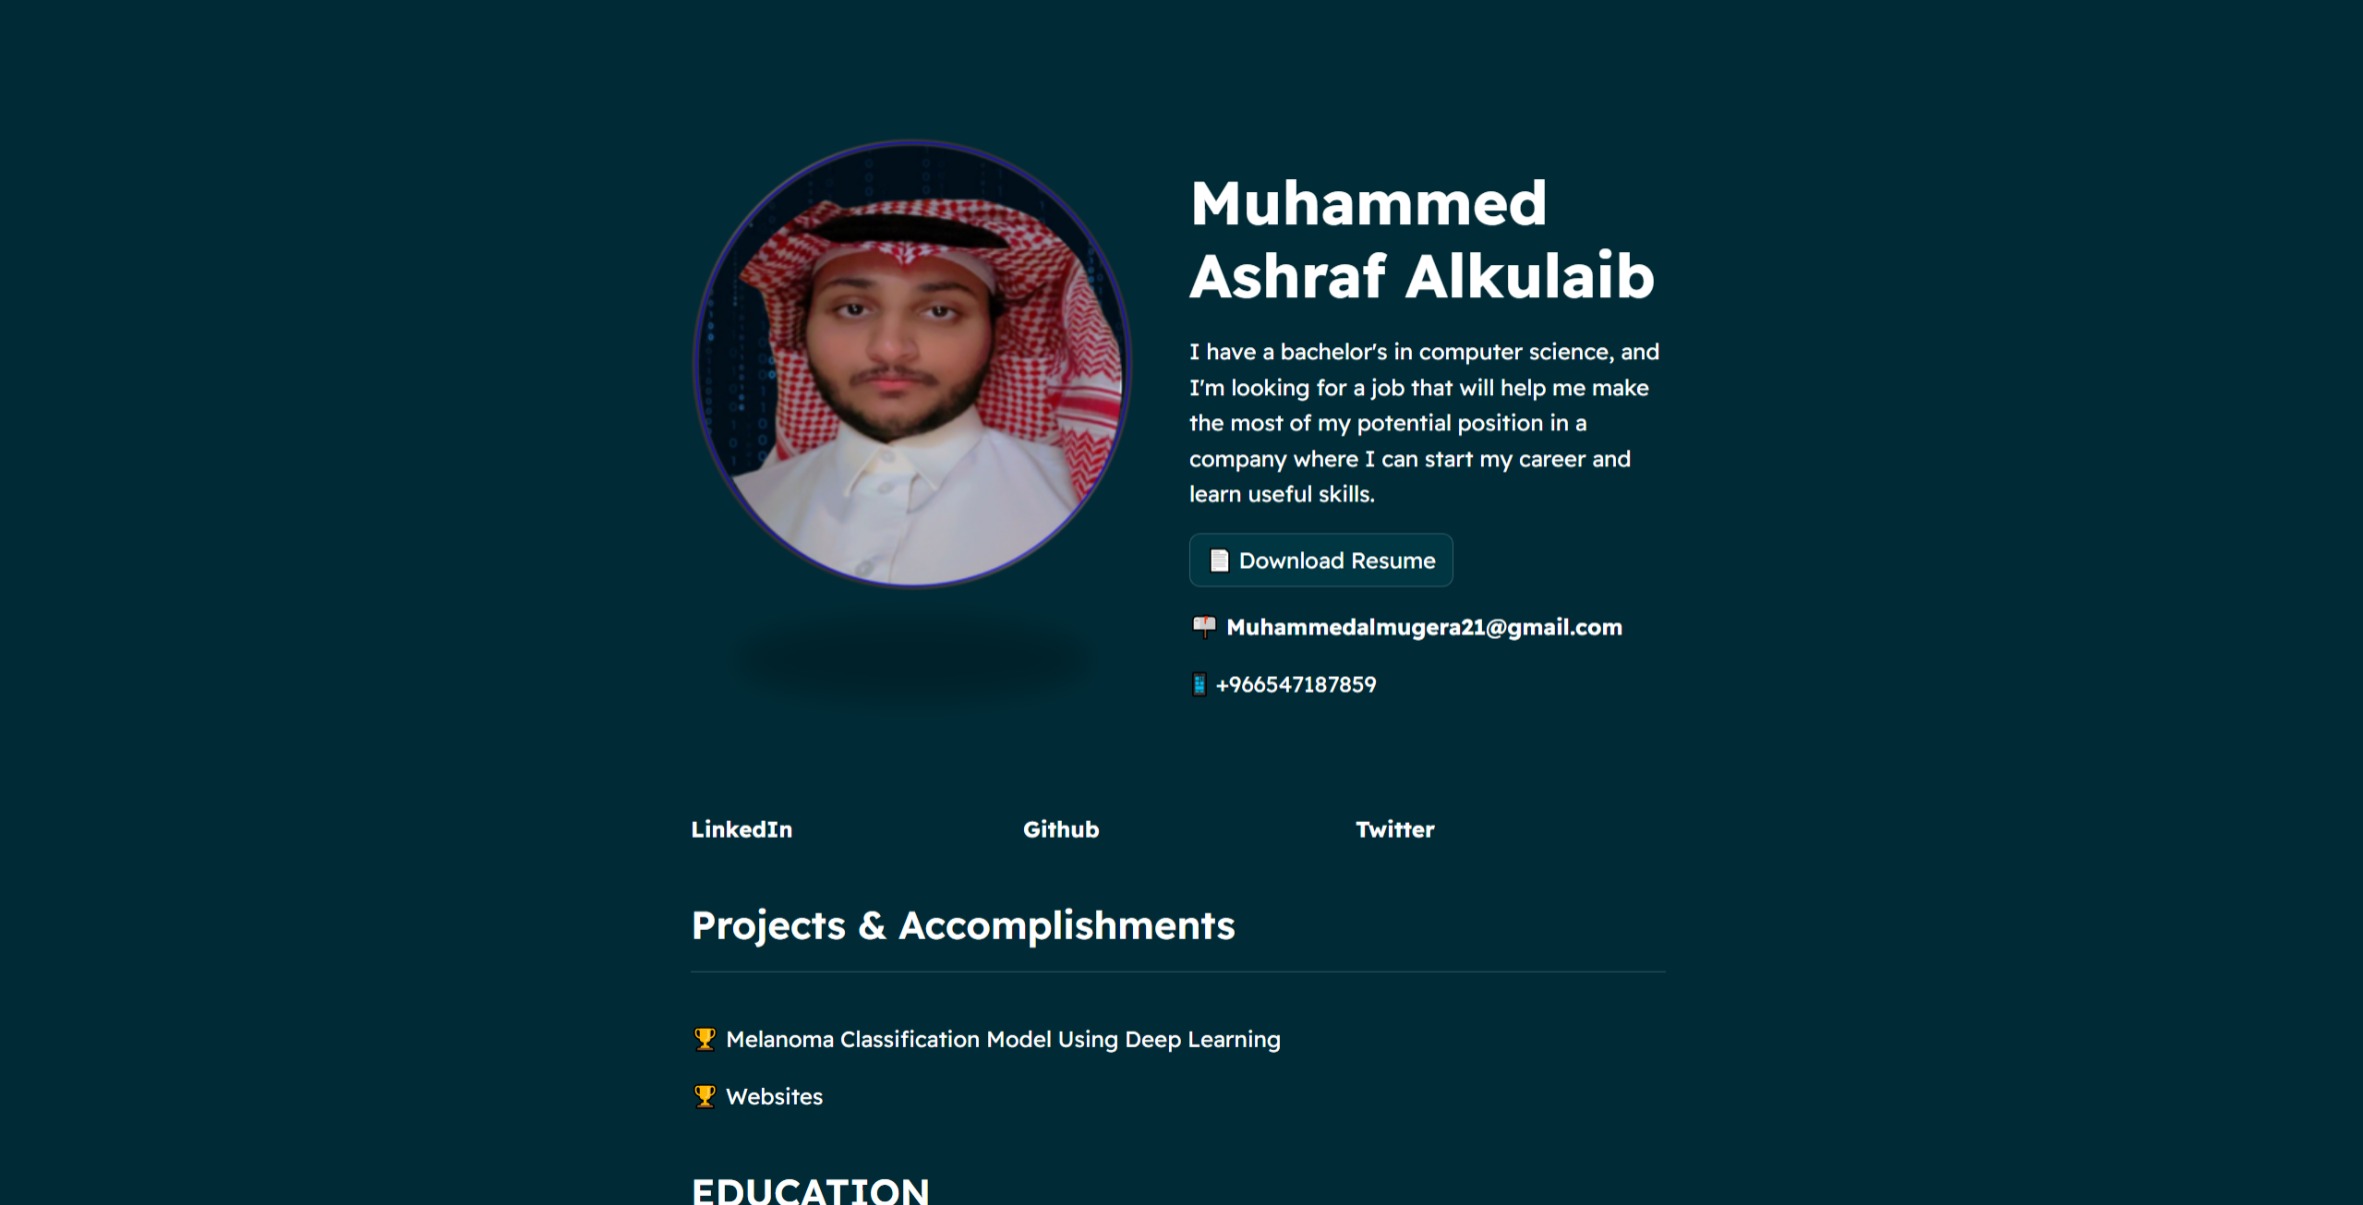 Muhammed
Ashraf Alkulaib
I have a bachelor's in computer science, and
I'm looking for a job that will help me make
the most of my potential position in a
company where I can start my career and
learn useful skills.
Download Resume
Muhammedalmugera21@gmail.com
+966547187859
LinkedIn Github Twitter
Projects & Accomplishments
Melanoma Classification Model Using Deep Learning
Websites
EDUCATION